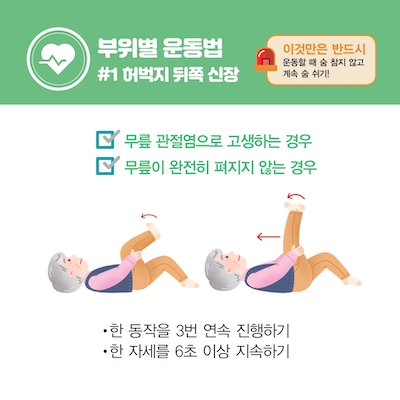 부위별 운동법
#1 허벅지 뒤쪽 신장
이것만은 반드시
운동할 때 숨 참지 않고
계속 숨 쉬기!
무릎 관절염으로 고생하는 경우
무릎이 완전히 펴지지 않는 경우
•한 동작을 3번 연속 진행하기
•한 자세를 6초 이상 지속하기